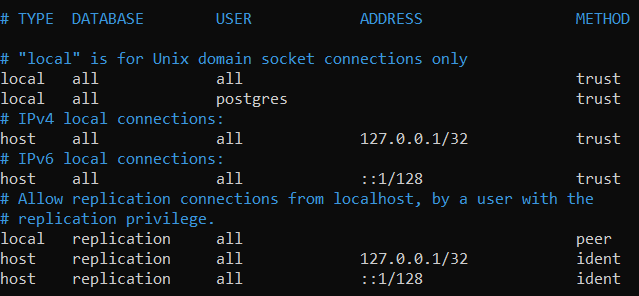 # TYPE  DATABASE        USER            ADDRESS                 METHOD
# "local" is for Unix domain socket connections only
local   all             all                                     trust
local   all             postgres                                trust
# IPv4 local connections:
host    all             all             127.0.0.1/32            trust
# IPv6 local connections:
host    all             all             ::1/128                 trust
# Allow replication connections from localhost, by a user with the
# replication privilege.
local   replication     all                                     peer
host    replication     all             127.0.0.1/32            ident
host    replication     all             ::1/128                 ident